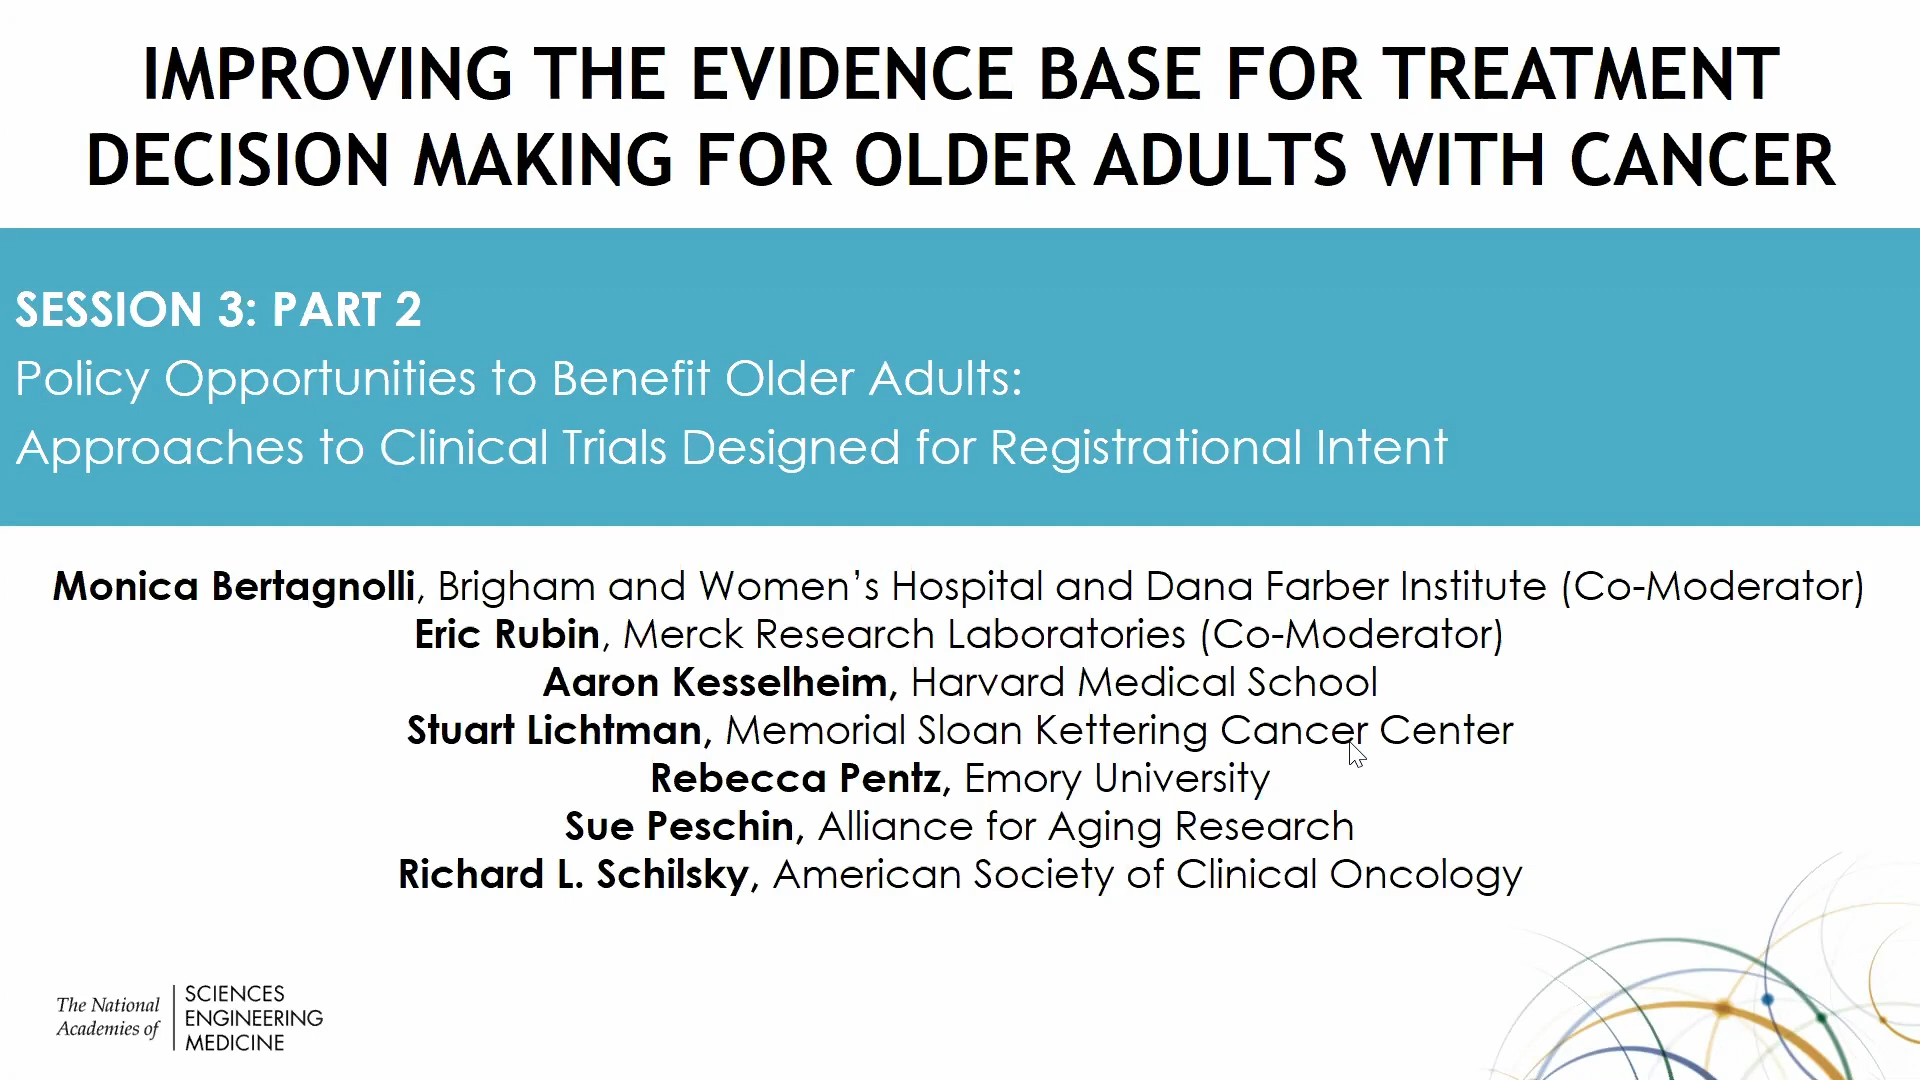 IMPROVING THE EVIDENCE BASE FOR TREATMENT
DECISION MAKING FOR OLDER ADULTS WITH CANCER
SESSION 3: PART 2
Policy Opportunities to Benefit Older Adults:
Approaches to Clinical Trials Designed for Registrational Intent
Monica Bertagnolli, Brigham and Women’s Hospital and Dana Farber Institute (Co-Moderator)
Eric Rubin, Merck Research Laboratories (Co-Moderator)
Aaron Kesselheim, Harvard Medical School
Stuart Lichtman, Memorial Sloan Kettering Cancer Center
Rebecca Pentz, Emory University
Sue Peschin, Alliance for Aging Research
Richard L. Schilsky, American Society of Clinical Oncology
The National
Academies of
SCIENCES
ENGINEERING
MEDICINE